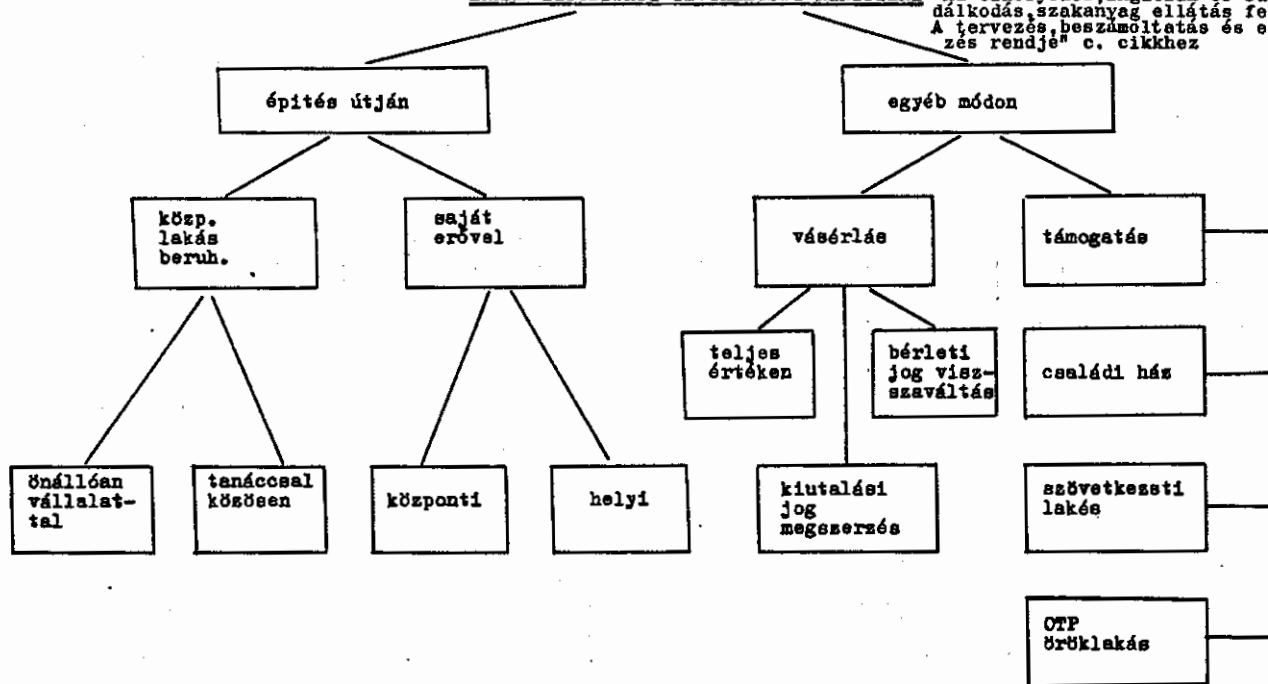 dálkodás,szakanyag ellátás fe
A tervezés,beszámoltatás és e
zés rendje" c. cikkhez
építés útján
egyéb módon
közp.
lakás
beruh.
saját
erővel
vásérlás
támogatás
teljes
értéken
bérleti
jog visz-
szaváltás
családi ház
önállóan
vállalat-
tal
tanáccsal
közösen
központi
helyi
kiutalási
jog
megszerzés
szövetkezeti
lakés
OTP
öröklakás